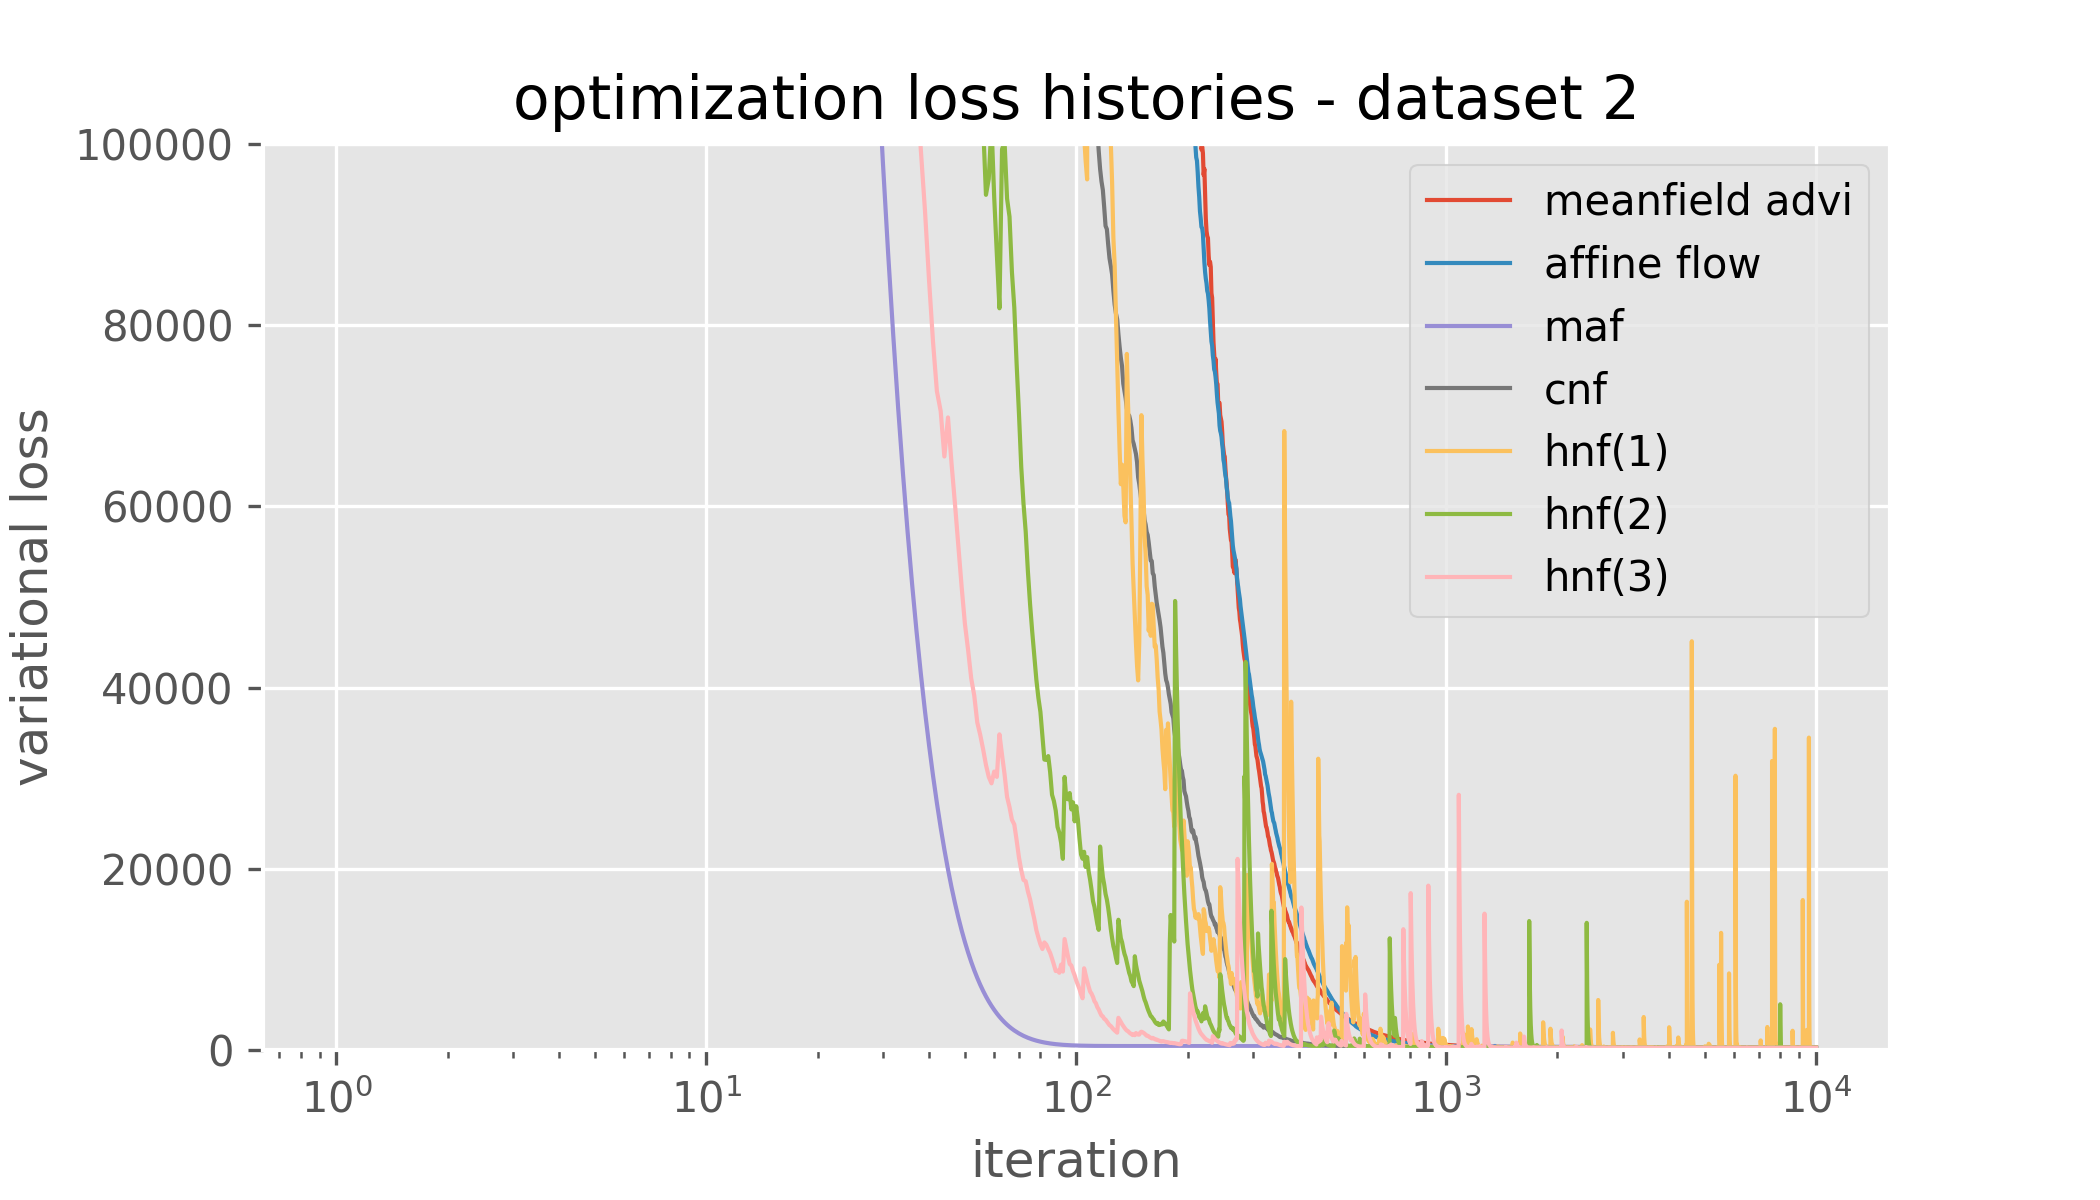 optimization loss histories - dataset 2
variational loss
100000
80000
60000
40000
20000
0
10⁰
10¹
10²
10³
10⁴
iteration
meanfield advi
affine flow
maf
cnf
hnf(1)
hnf(2)
hnf(3)